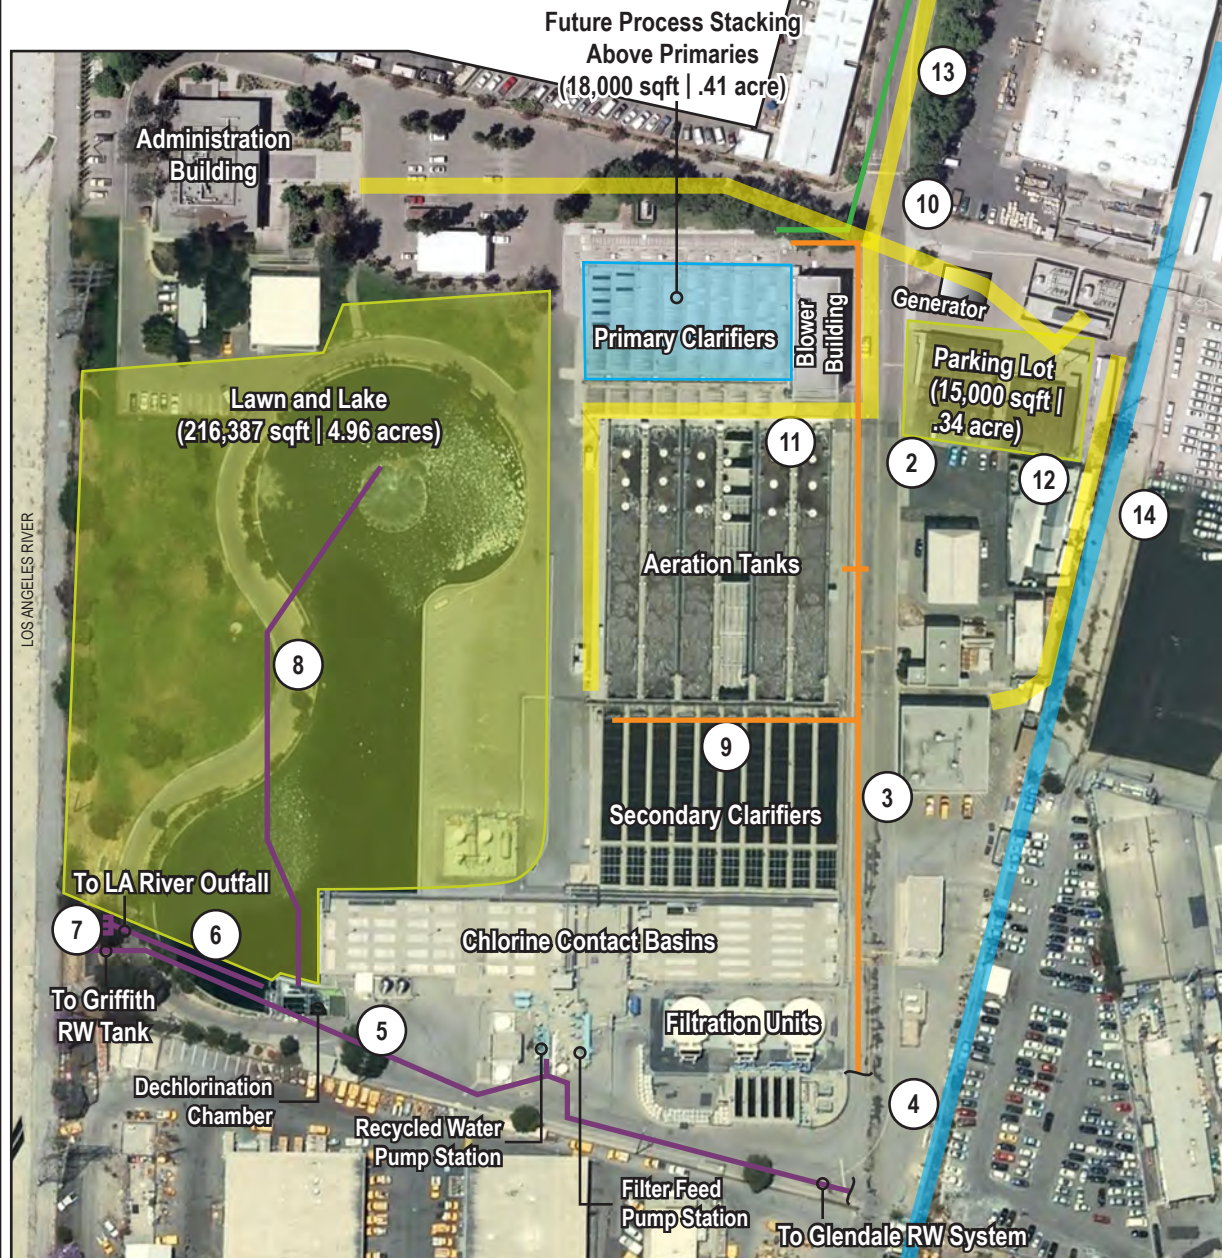 Future Process Stacking
Above Primaries
(18,000 sqft | .41 acre)
13
Administration
Building
10
Generator
Primary Clarifiers
Blower
Building
Parking Lot
(15,000 sqft |
.34 acre)
Lawn and Lake
(216,387 sqft | 4.96 acres)
11
2
12
14
LOS ANGELES RIVER
Aeration Tanks
8
9
3
Secondary Clarifiers
To LA River Outfall
7
6
Chlorine Contact Basins
To Griffith
RW Tank
5
Filtration Units
Dechlorination
Chamber
4
Recycled Water
Pump Station
Filter Feed
Pump Station
To Glendale RW System